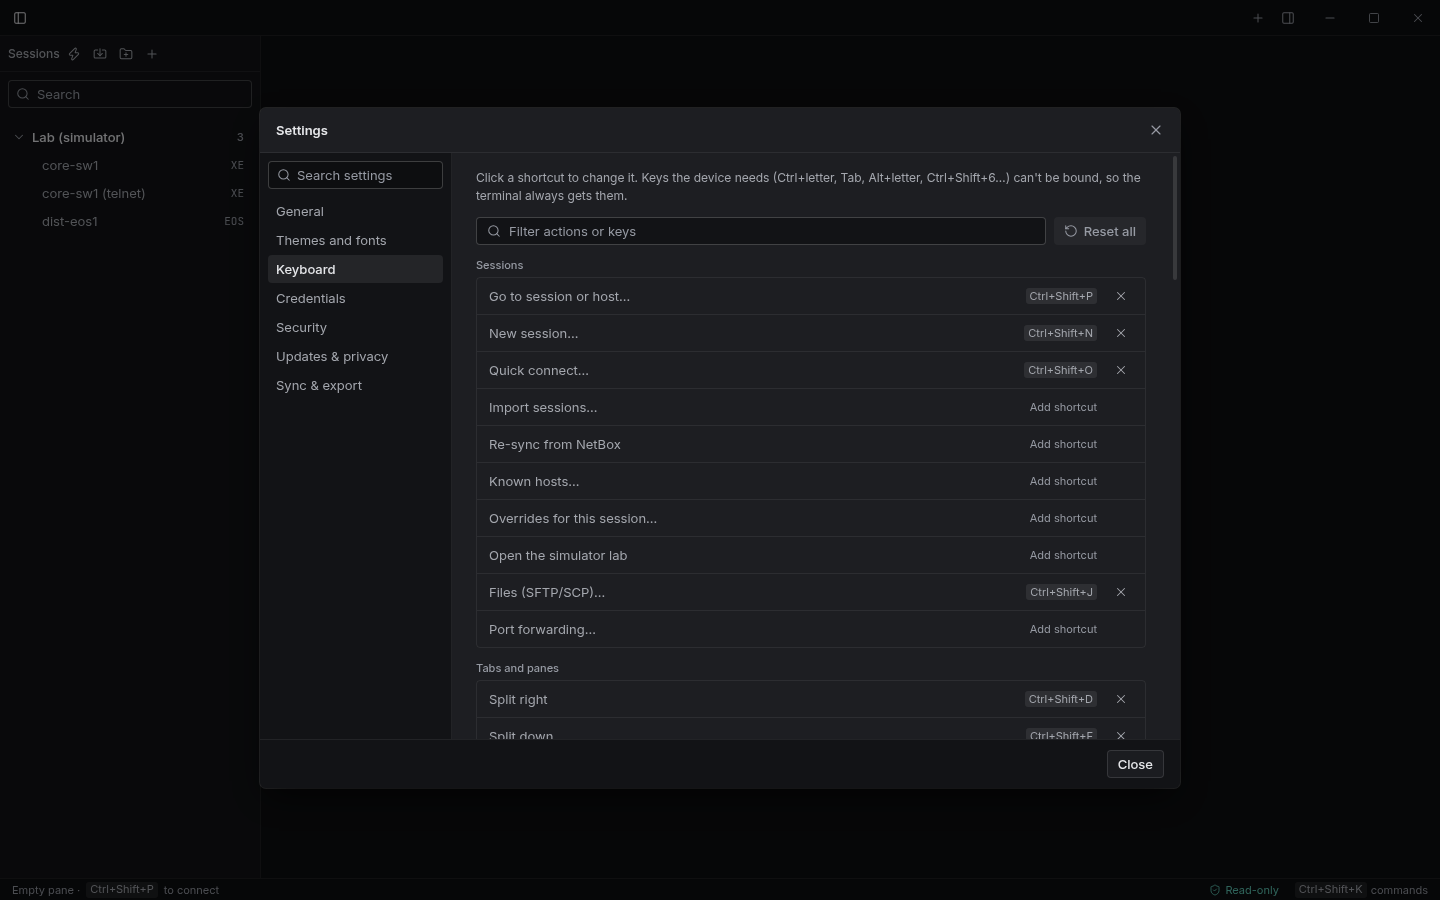 Sessions
Search
Lab (simulator) 3
core-sw1 XE
core-sw1 (telnet) XE
dist-eos1 EOS
Settings
Search settings
General
Themes and fonts
Keyboard
Credentials
Security
Updates & privacy
Sync & export
Click a shortcut to change it. Keys the device needs (Ctrl+letter, Tab, Alt+letter, Ctrl+Shift+6…) can't be bound, so the
terminal always gets them.
Filter actions or keys
Reset all
Sessions
Go to session or host… Ctrl+Shift+P
New session… Ctrl+Shift+N
Quick connect… Ctrl+Shift+O
Import sessions… Add shortcut
Re-sync from NetBox Add shortcut
Known hosts… Add shortcut
Overrides for this session… Add shortcut
Open the simulator lab Add shortcut
Files (SFTP/SCP)… Ctrl+Shift+J
Port forwarding… Add shortcut
Tabs and panes
Split right Ctrl+Shift+D
Split down
Close
Empty pane · Ctrl+Shift+P to connect
Read-only Ctrl+Shift+K commands